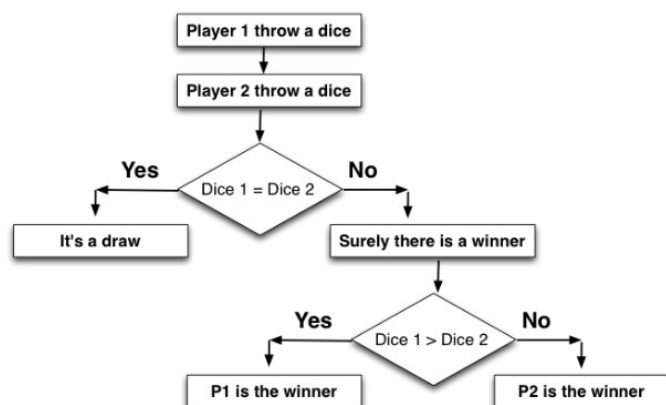 Player 1 throw a dice
Player 2 throw a dice
Yes
No
Dice 1 = Dice 2
It's a draw
Surely there is a winner
Yes
No
Dice 1 > Dice 2
P1 is the winner
P2 is the winner